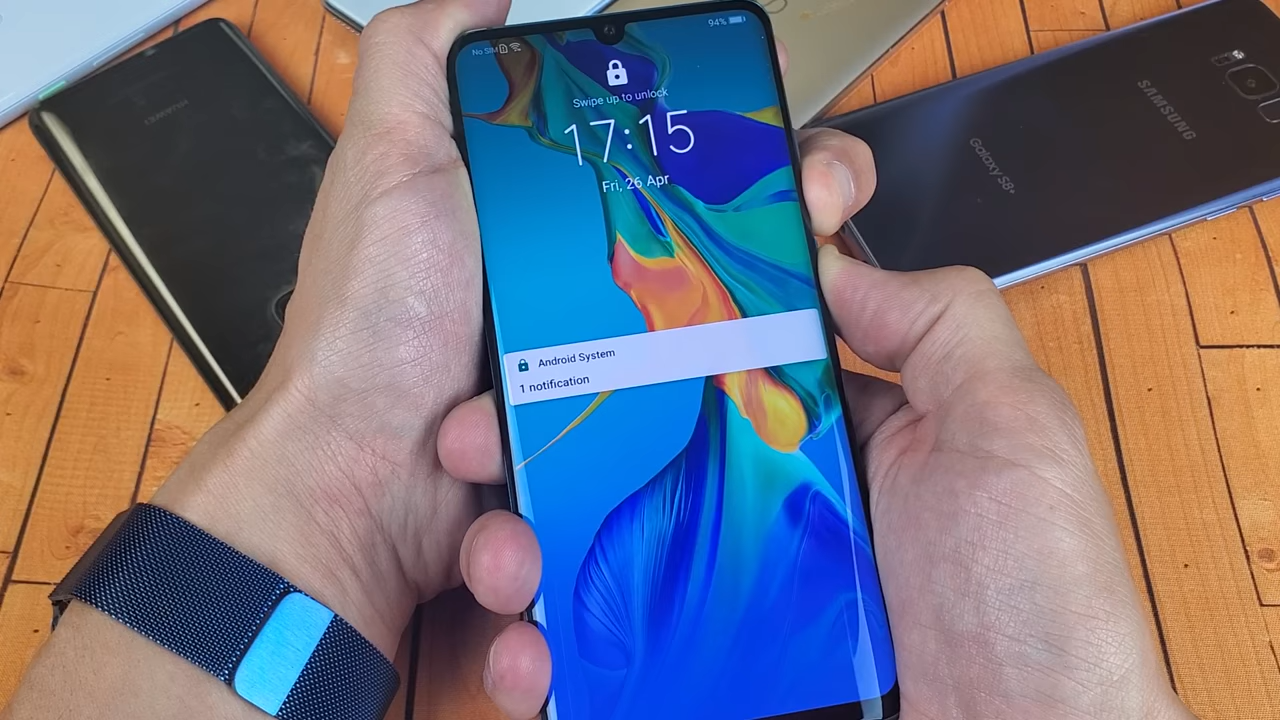 No SIM
94%
Swipe up to unlock
17:15
Fri, 26 Apr
Android System
1 notification
HUAWEI
SAMSUNG
Galaxy S8+